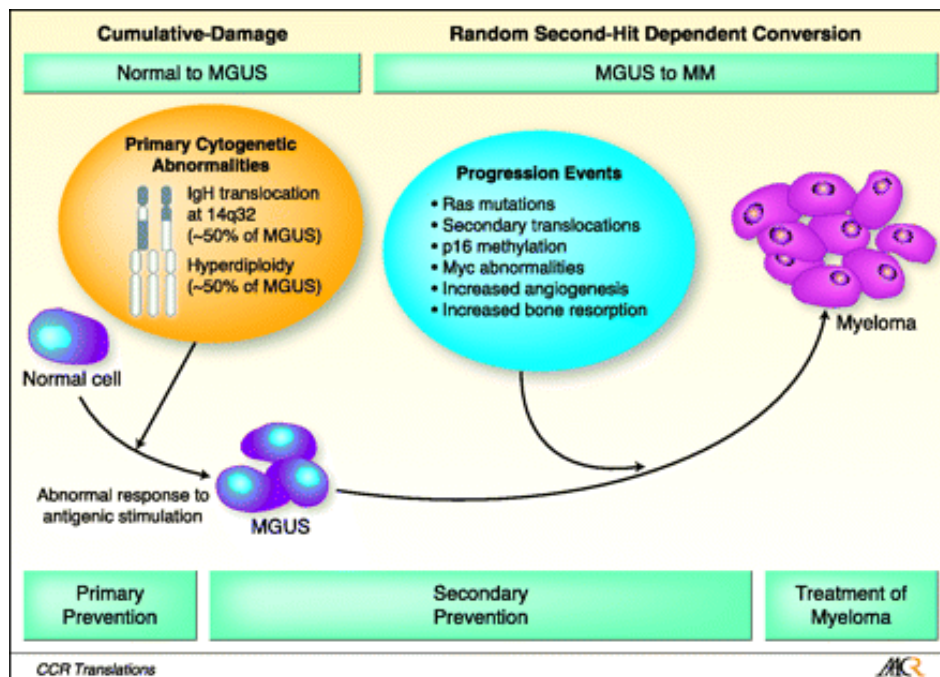 Cumulative-Damage
Random Second-Hit Dependent Conversion
Normal to MGUS
MGUS to MM
Primary Cytogenetic
Abnormalities
IgH translocation
at 14q32
(~50% of MGUS)
Hyperdiploidy
(~50% of MGUS)
Progression Events
• Ras mutations
• Secondary translocations
• p16 methylation
• Myc abnormalities
• Increased angiogenesis
• Increased bone resorption
Normal cell
Myeloma
Abnormal response to
antigenic stimulation
MGUS
Primary
Prevention
Secondary
Prevention
Treatment of
Myeloma
CCR Translations
AACR